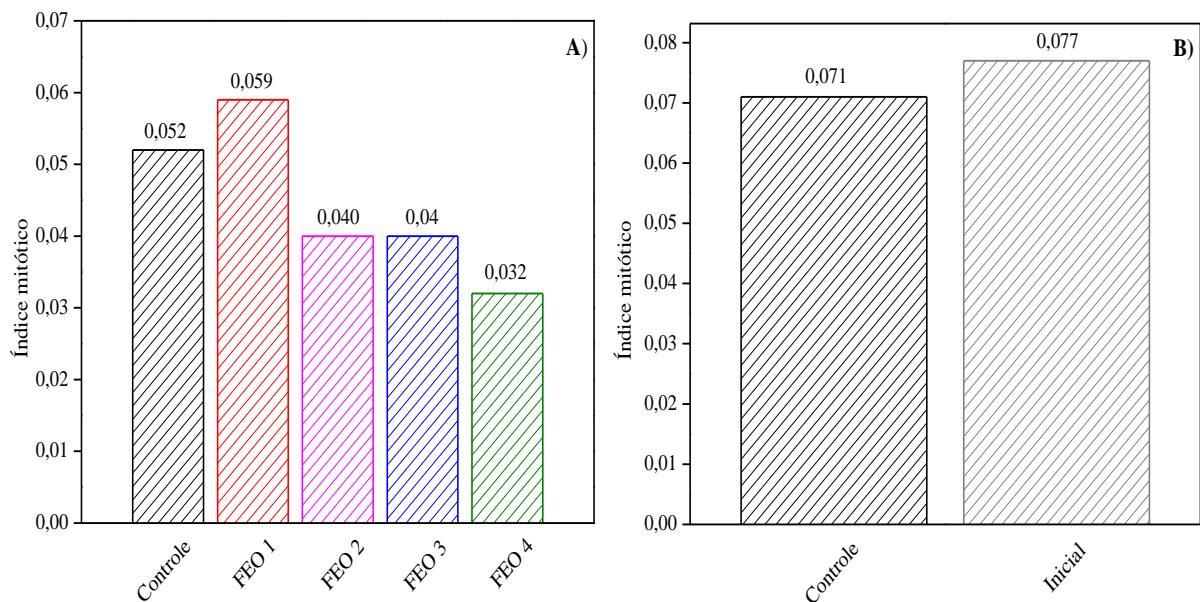 A)
Índice mitótico
0,07
0,06
0,05
0,04
0,03
0,02
0,01
0,00
0,052
0,059
0,040
0,04
0,032
Controle
FEO 1
FEO 2
FEO 3
FEO 4
B)
Índice mitótico
0,08
0,07
0,06
0,05
0,04
0,03
0,02
0,01
0,00
0,071
0,077
Controle
Inicial